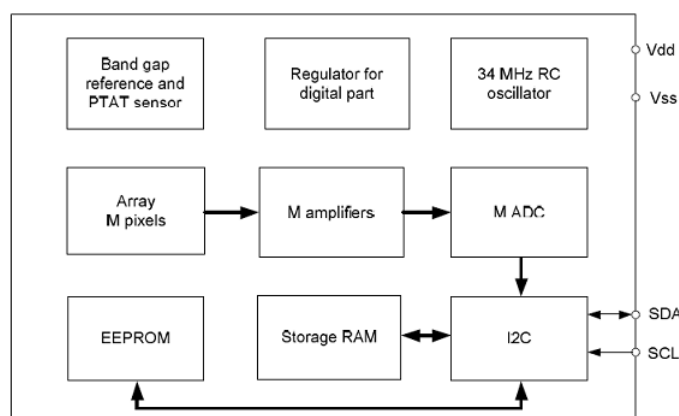 Band gap
reference and
PTAT sensor
Regulator for
digital part
34 MHz RC
oscillator
Vdd
Vss
Array
M pixels
M amplifiers
M ADC
EEPROM
Storage RAM
I2C
SDA
SCL